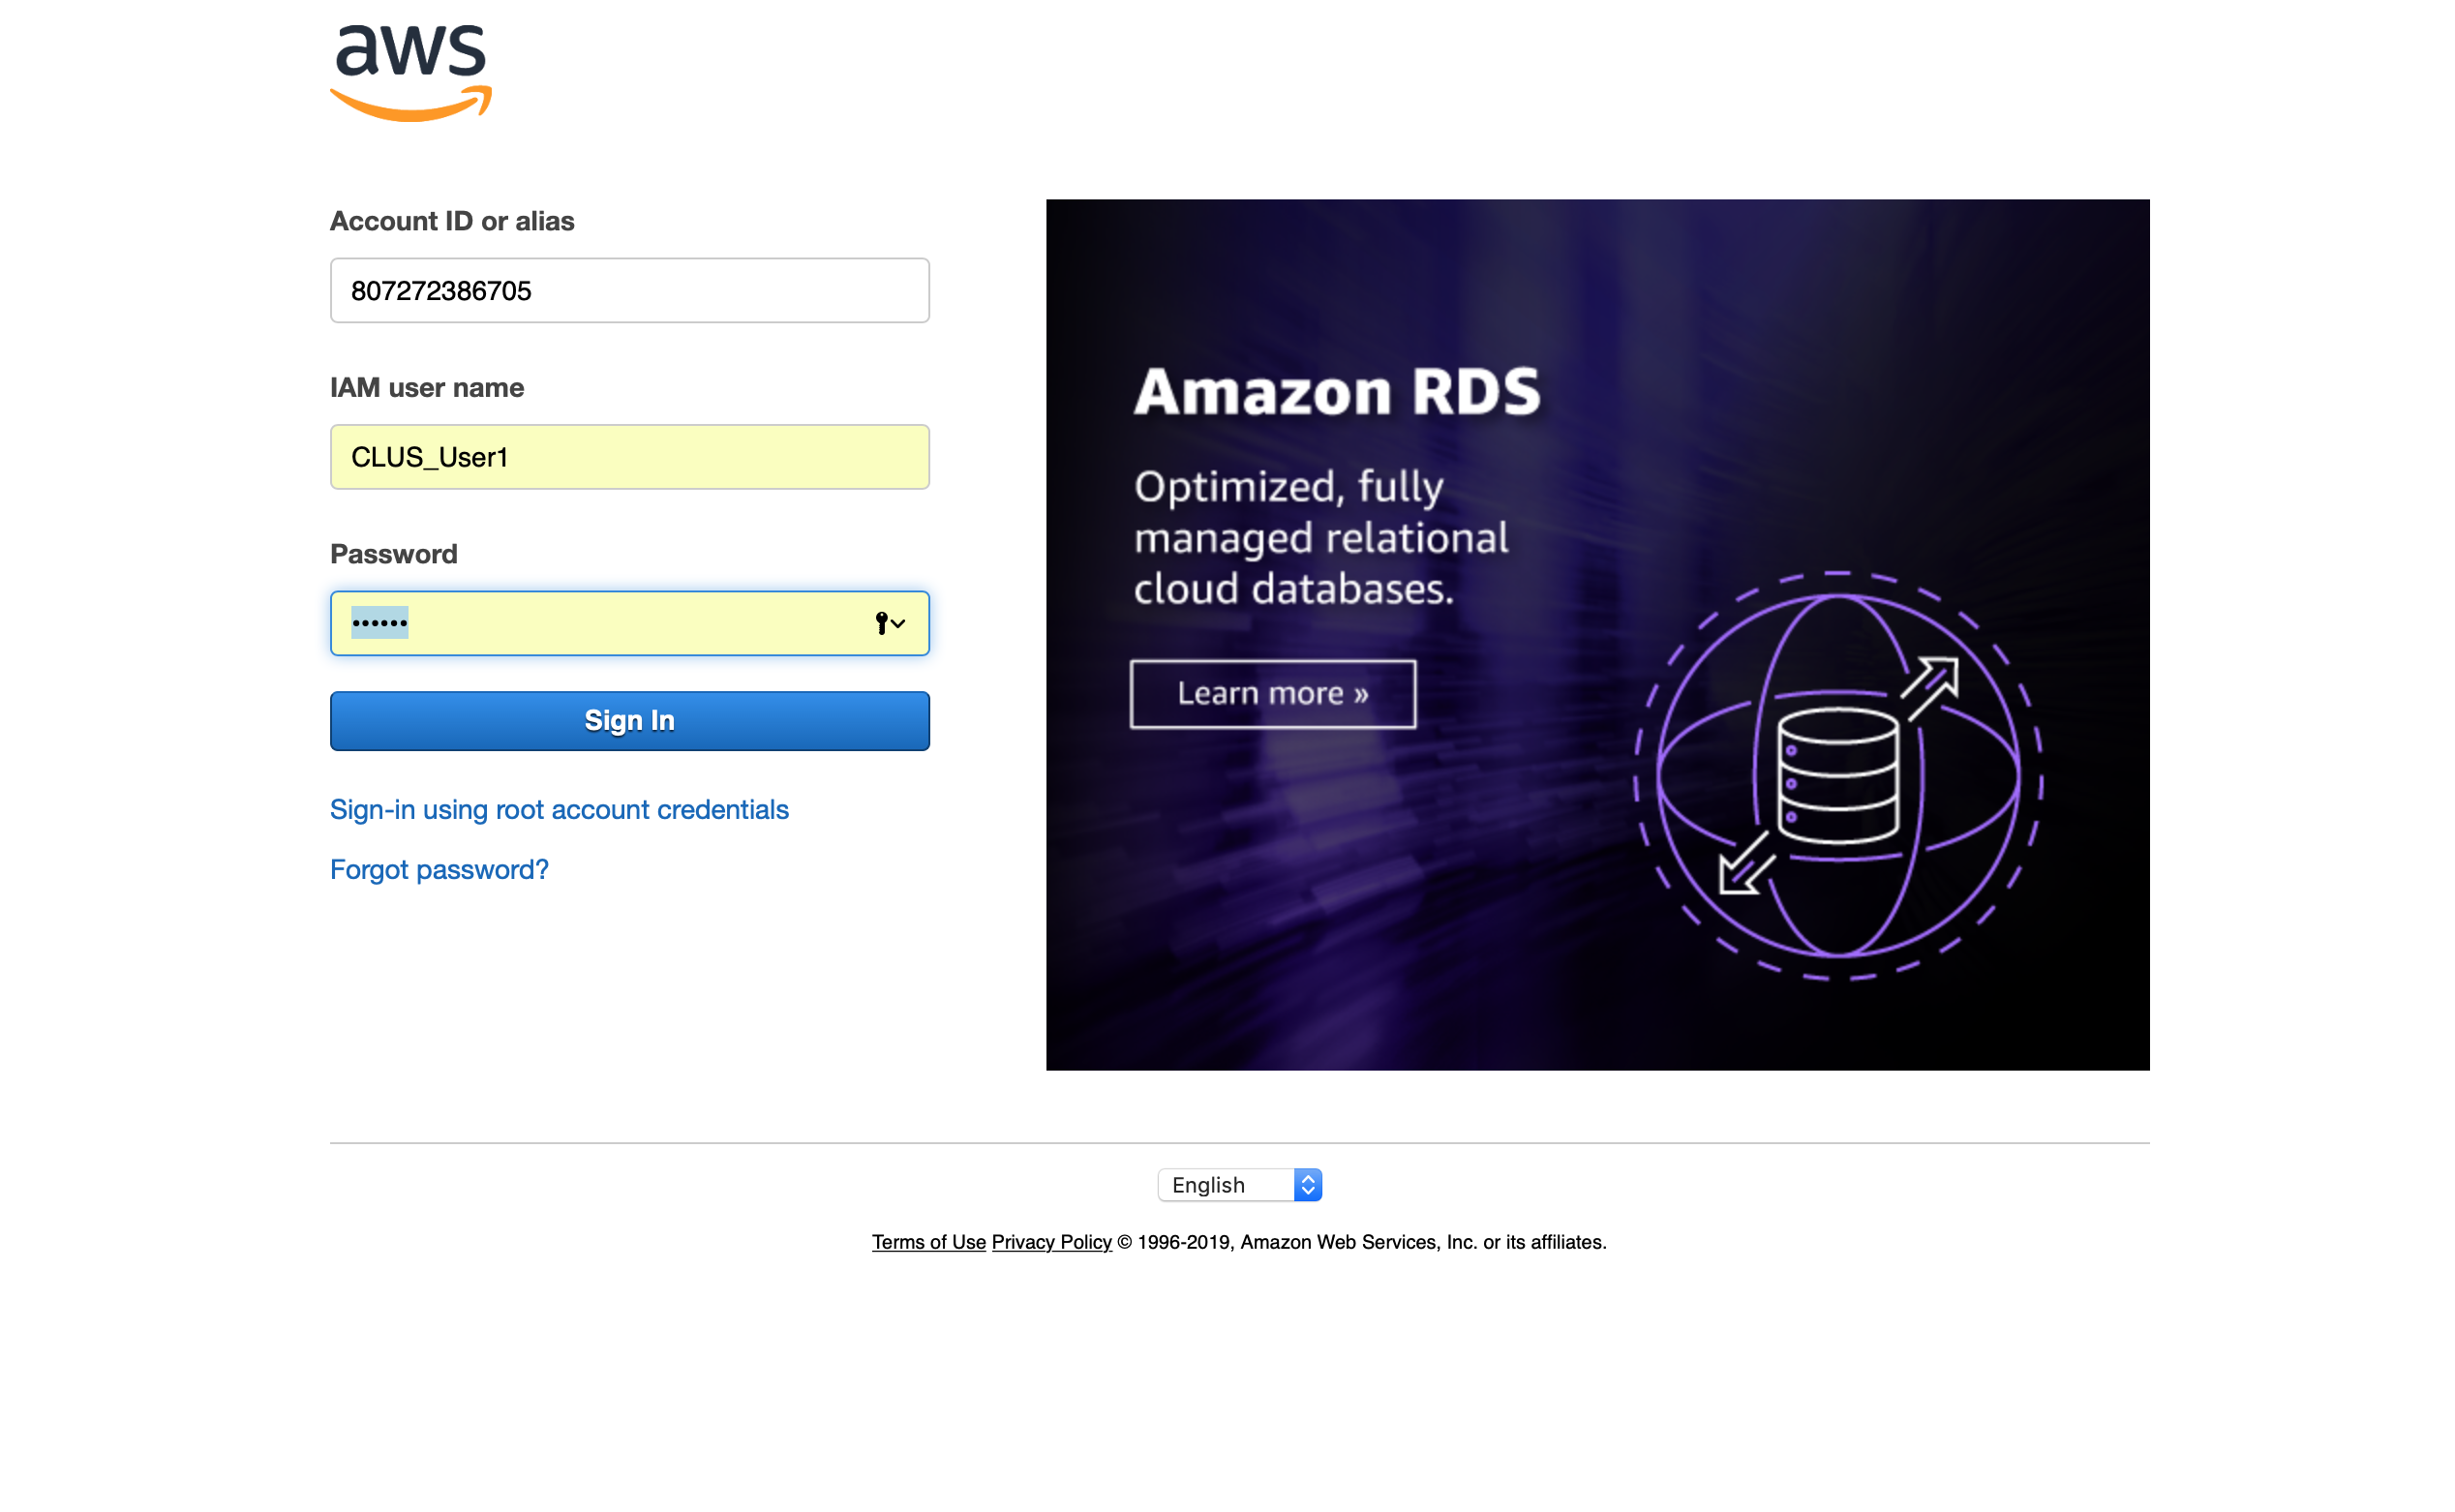 aws
Account ID or alias
807272386705
IAM user name
CLUS_User1
Password
••••••
Sign In
Sign-in using root account credentials
Forgot password?
Amazon RDS
Optimized, fully
managed relational
cloud databases.
Learn more »
English
Terms of Use Privacy Policy © 1996-2019, Amazon Web Services, Inc. or its affiliates.